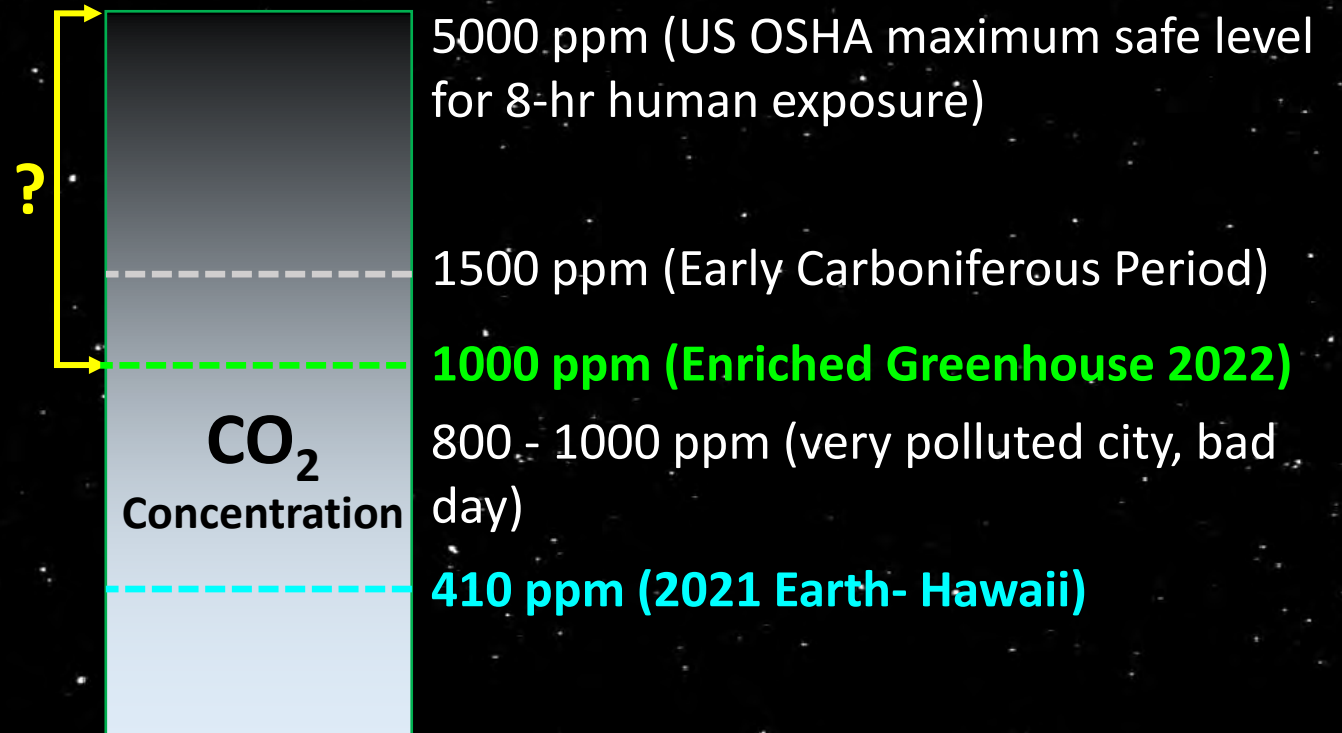 5000 ppm (US OSHA maximum safe level
for 8-hr human exposure)
?
1500 ppm (Early Carboniferous Period)
1000 ppm (Enriched Greenhouse 2022)
CO₂
Concentration
800 - 1000 ppm (very polluted city, bad
day)
410 ppm (2021 Earth- Hawaii)